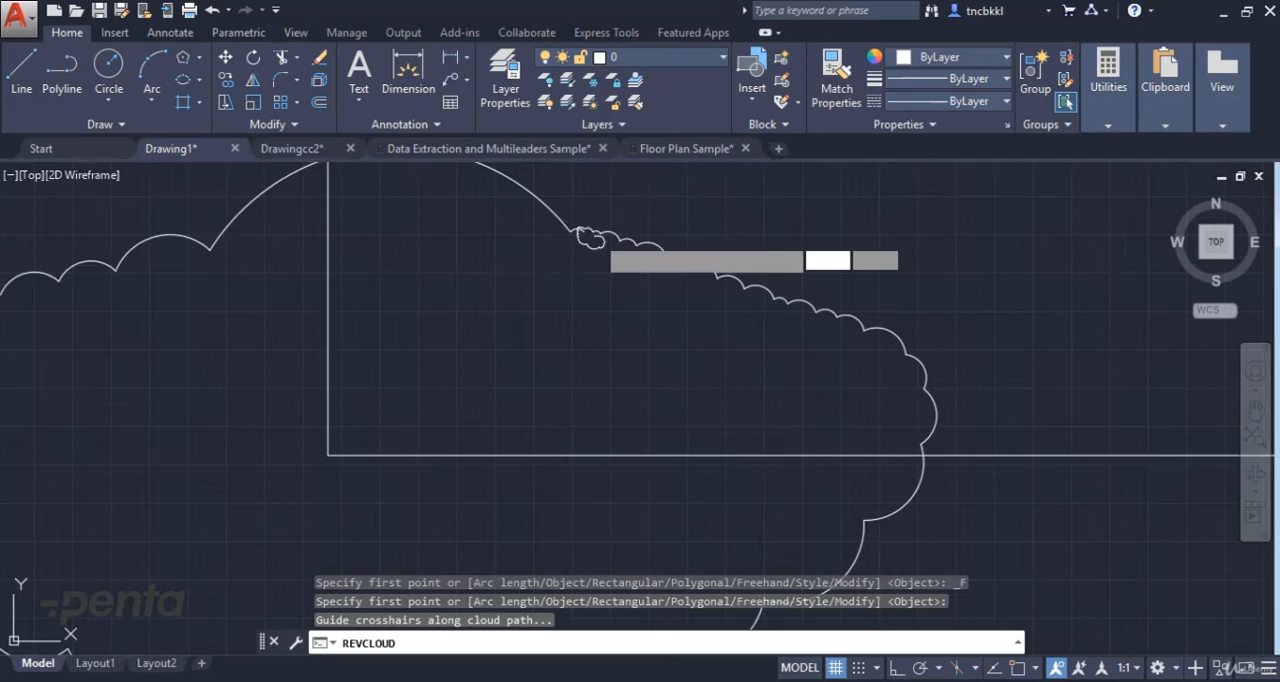 Type a keyword or phrase
tncbkkl
Home Insert Annotate Parametric View Manage Output Add-ins Collaborate Express Tools Featured Apps
0
ByLayer
Line Polyline Circle Arc
Text Dimension
Layer Properties
Insert
Match Properties
ByLayer
ByLayer
Group
Utilities
Clipboard
View
Draw Modify Annotation Layers Block Properties Groups
Start Drawing1* Drawingcc2* Data Extraction and Multileaders Sample* Floor Plan Sample*
[−][Top][2D Wireframe]
N
W TOP E
S
WCS
Specify first point or [Arc length/Object/Rectangular/Polygonal/Freehand/Style/Modify] <Object>: _F
Specify first point or [Arc length/Object/Rectangular/Polygonal/Freehand/Style/Modify] <Object>:
Guide crosshairs along cloud path...
REVCLOUD
Y
X
penta
Model Layout1 Layout2
MODEL
1:1